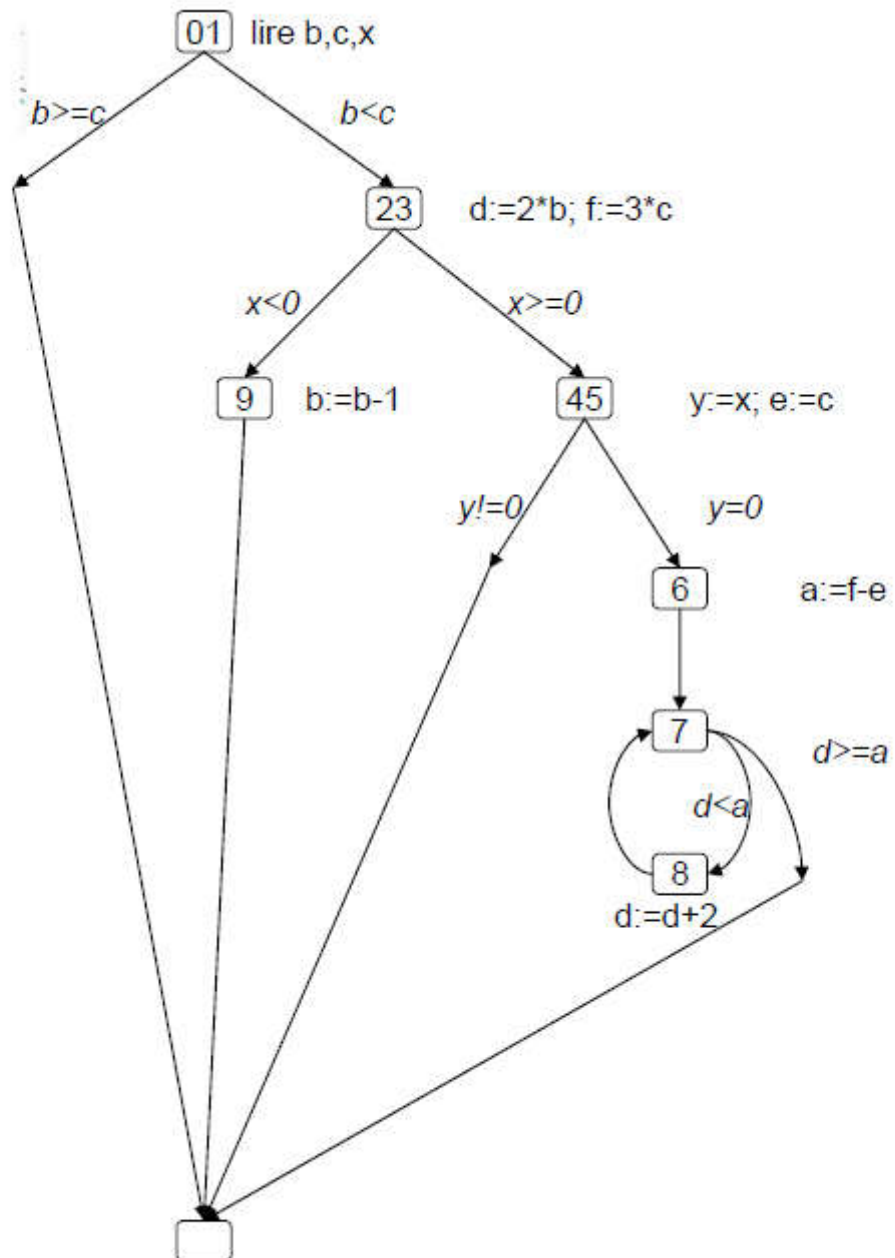 01 lire b,c,x
b>=c
b<c
23 d:=2*b; f:=3*c
x<0
x>=0
9 b:=b-1
45 y:=x; e:=c
y!=0
y=0
6 a:=f-e
7
d>=a
d<a
8
d:=d+2